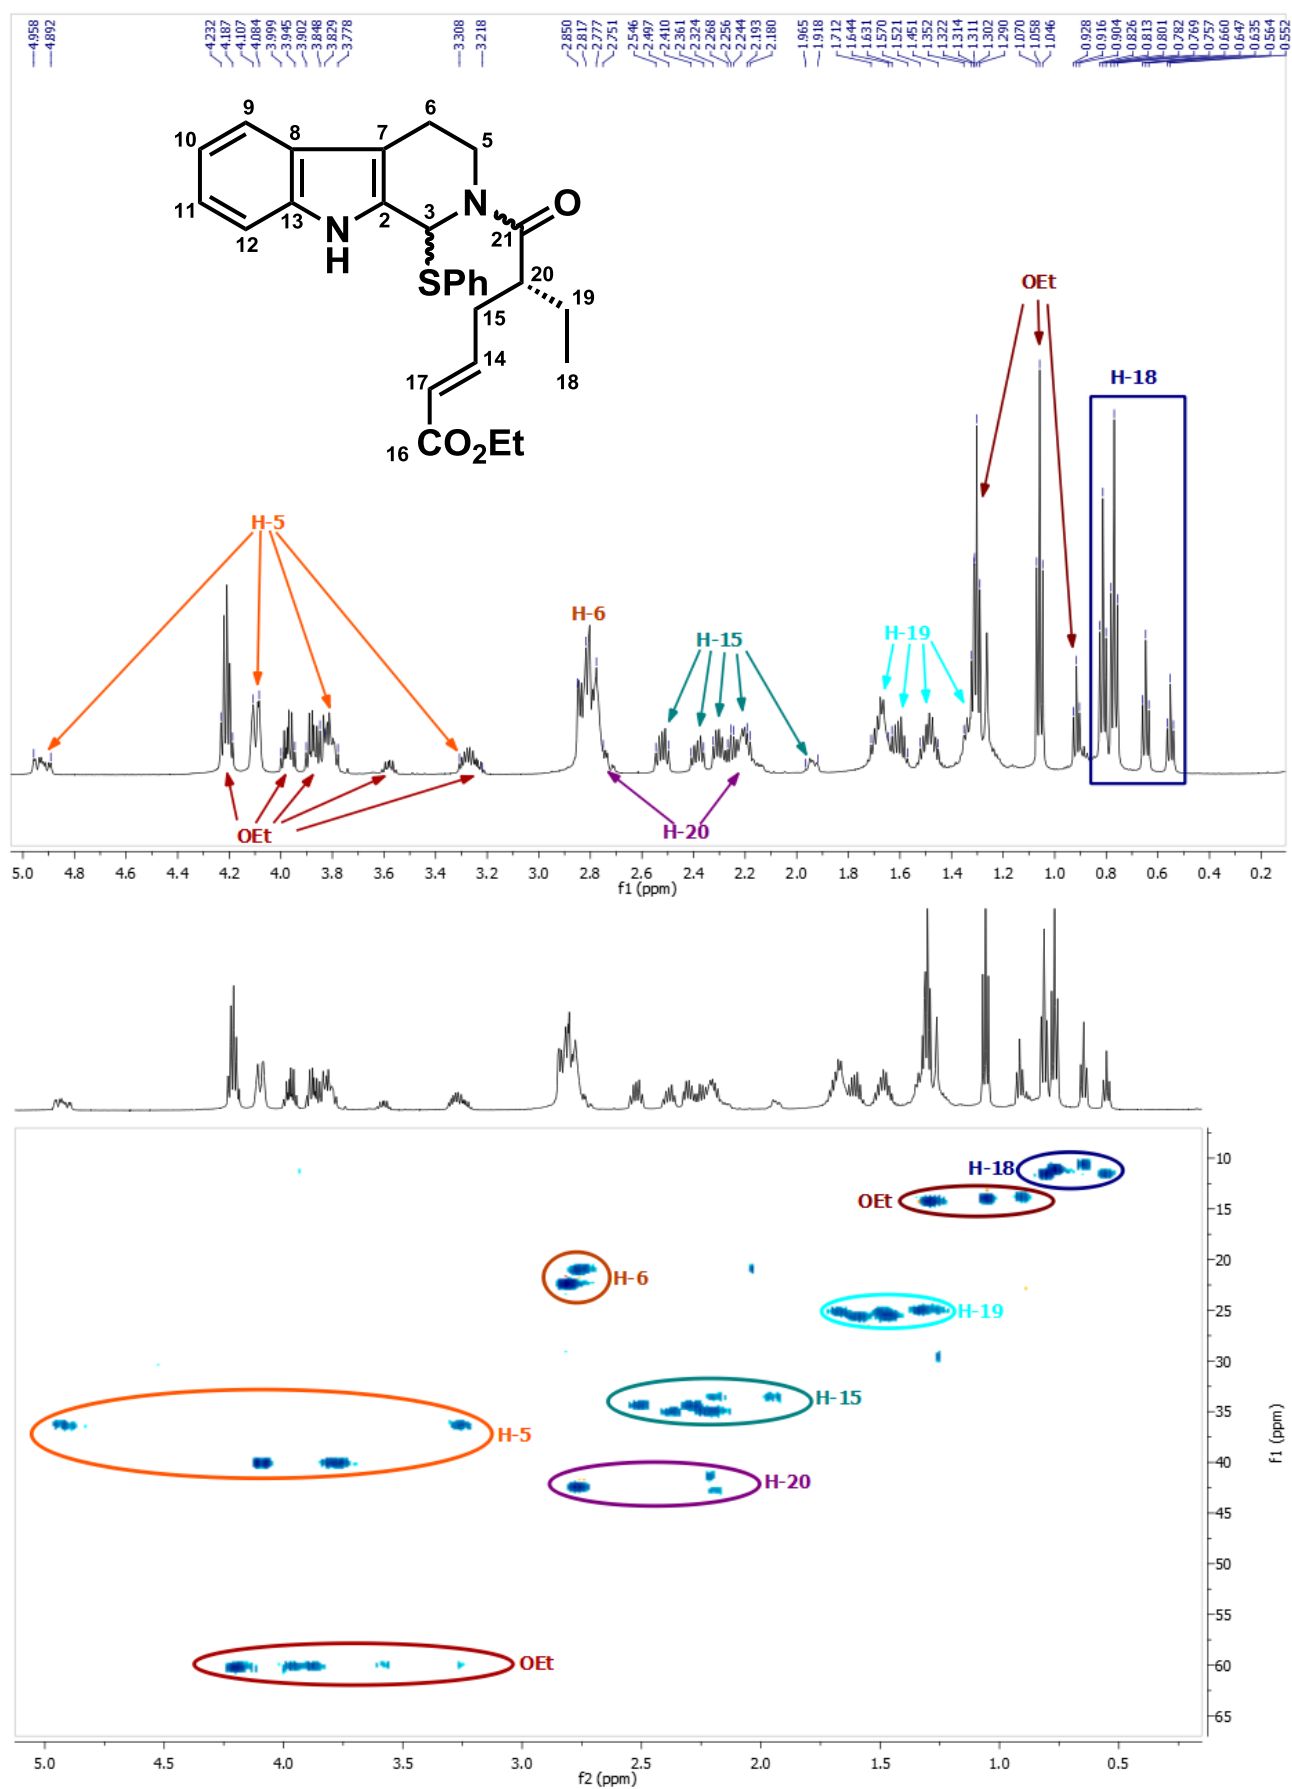 4.958 4.892 4.232 4.187 4.107 4.084 3.999 3.945 3.902 3.848 3.829 3.778 3.308 3.218 2.850 2.817 2.777 2.751 2.546 2.497 2.410 2.361 2.324 2.268 2.256 2.244 2.193 2.180 1.965 1.918 1.712 1.644 1.631 1.570 1.521 1.451 1.352 1.322 1.314 1.311 1.302 1.290 1.070 1.058 1.046 0.928 0.916 0.904 0.826 0.813 0.801 0.782 0.769 0.757 0.660 0.647 0.635 0.564 0.552
9 6
10 8 7 5
11 3 N O
12 13 N H 2 21
SPh 20 19
15
14
17 18
16 CO2Et
OEt
H-18
H-5
H-6
H-15
H-19
OEt
H-20
5.0 4.8 4.6 4.4 4.2 4.0 3.8 3.6 3.4 3.2 3.0 2.8 2.6 2.4 2.2 2.0 1.8 1.6 1.4 1.2 1.0 0.8 0.6 0.4 0.2
f1 (ppm)
H-18
OEt
H-6
H-19
H-15
H-5
H-20
OEt
10
15
20
25
30
35
40
45
50
55
60
65
f1 (ppm)
5.0 4.5 4.0 3.5 3.0 2.5 2.0 1.5 1.0 0.5
f2 (ppm)